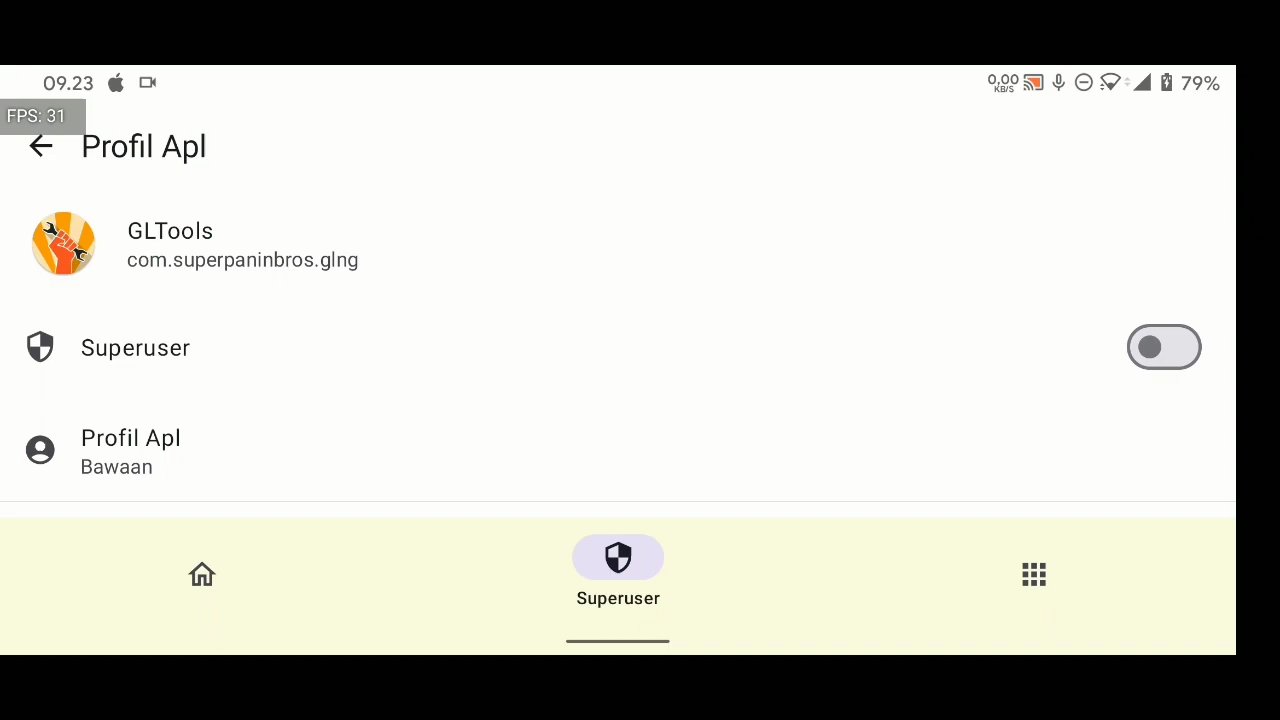 09.23
0,00 KB/S
79%
FPS: 31
Profil Apl
GLTools
com.superpaninbros.glng
Superuser
Profil Apl
Bawaan
Superuser